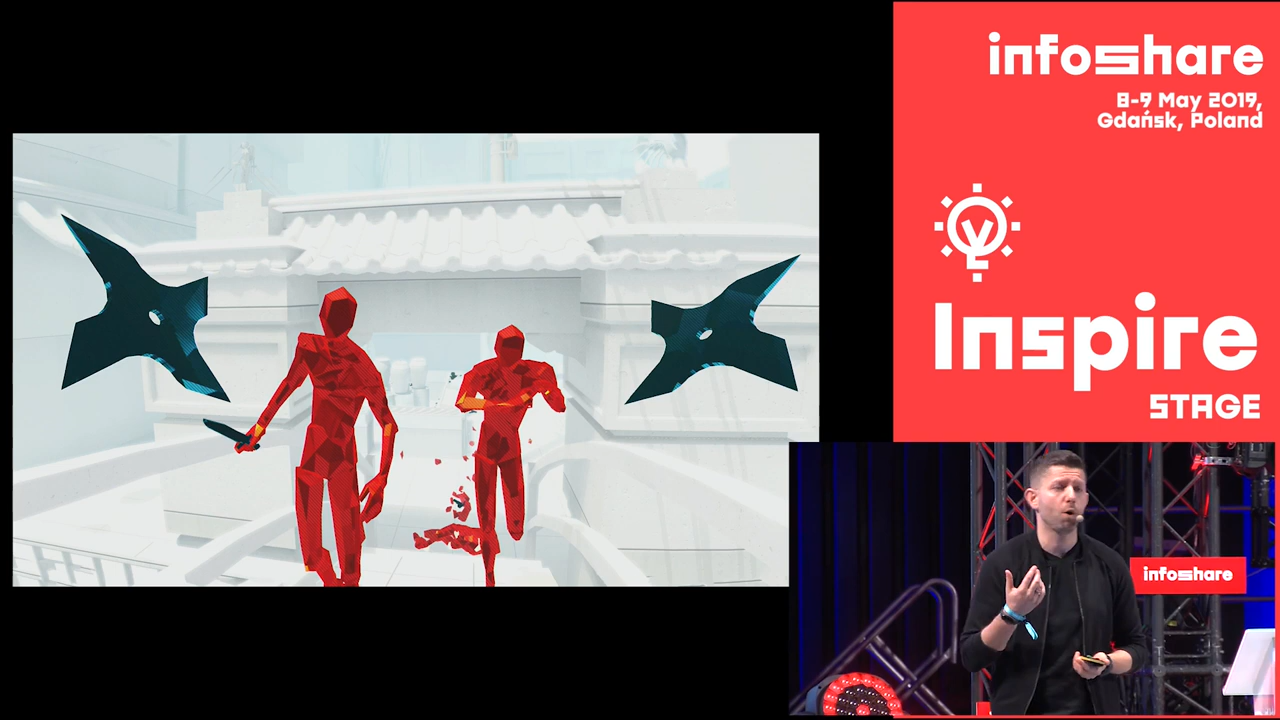 infoshare
8-9 May 2019,
Gdańsk, Poland
Inspire
STAGE
infoshare